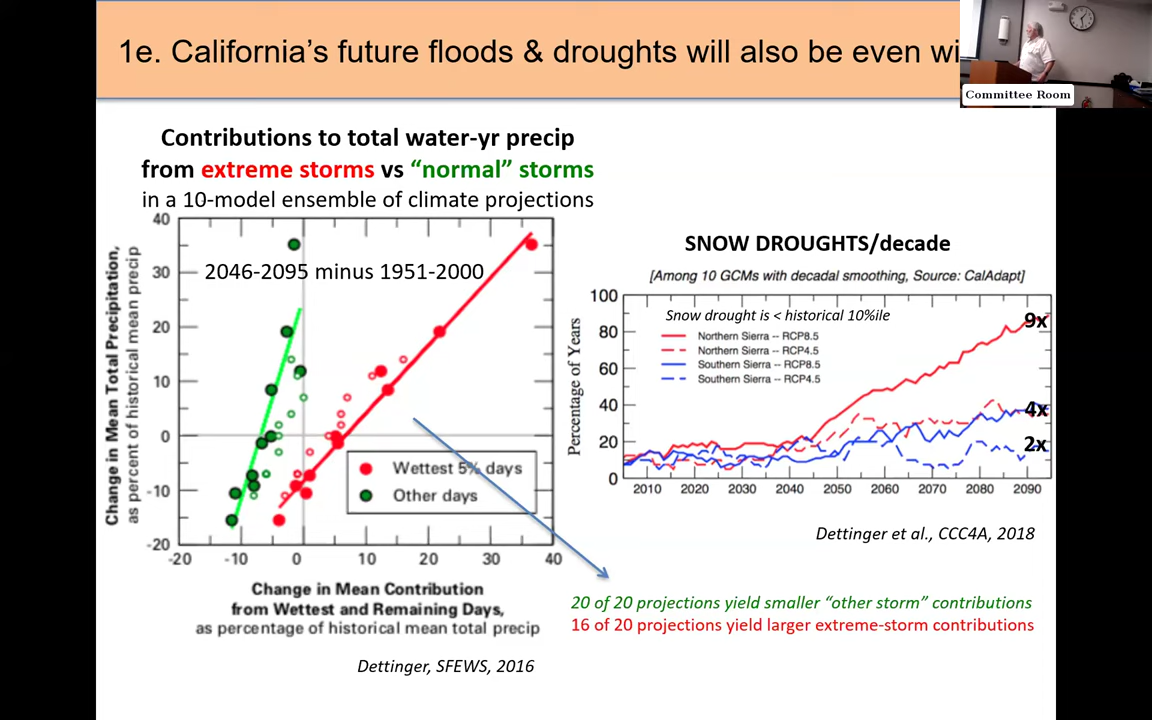 1e. California's future floods & droughts will also be even wi
Committee Room
Contributions to total water-yr precip
from extreme storms vs “normal” storms
in a 10-model ensemble of climate projections
Change in Mean Total Precipitation,
as percent of historical mean precip
40
30
20
10
0
-10
-20
2046-2095 minus 1951-2000
Wettest 5% days
Other days
-20 -10 0 10 20 30 40
Change in Mean Contribution
from Wettest and Remaining Days,
as percentage of historical mean total precip
Dettinger, SFEWS, 2016
SNOW DROUGHTS/decade
[Among 10 GCMs with decadal smoothing, Source: CalAdapt]
Percentage of Years
100
80
60
40
20
0
Snow drought is < historical 10%ile
Northern Sierra -- RCP8.5
Northern Sierra -- RCP4.5
Southern Sierra -- RCP8.5
Southern Sierra -- RCP4.5
9x
4x
2x
2010 2020 2030 2040 2050 2060 2070 2080 2090
Dettinger et al., CCC4A, 2018
20 of 20 projections yield smaller “other storm” contributions
16 of 20 projections yield larger extreme-storm contributions